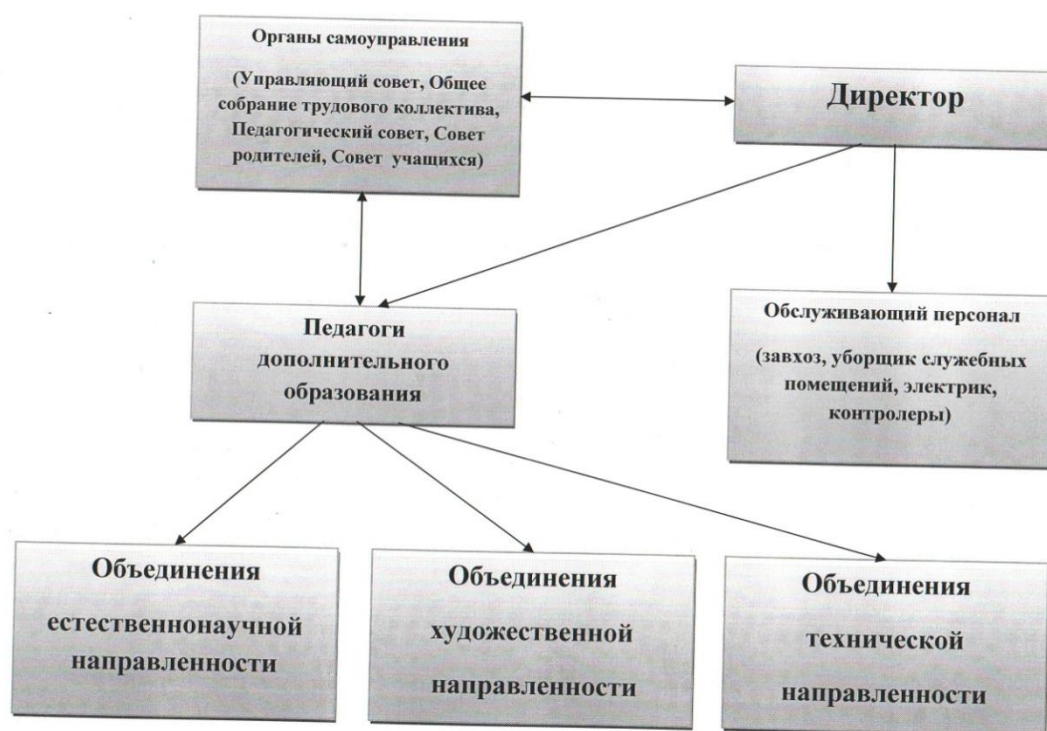 Органы самоуправления
(Управляющий совет, Общее
собрание трудового коллектива,
Педагогический совет, Совет
родителей, Совет учащихся)
Директор
Педагоги
дополнительного
образования
Обслуживающий персонал
(завхоз, уборщик служебных
помещений, электрик,
контролеры)
Объединения
естественнонаучной
направленности
Объединения
художественной
направленности
Объединения
технической
направленности